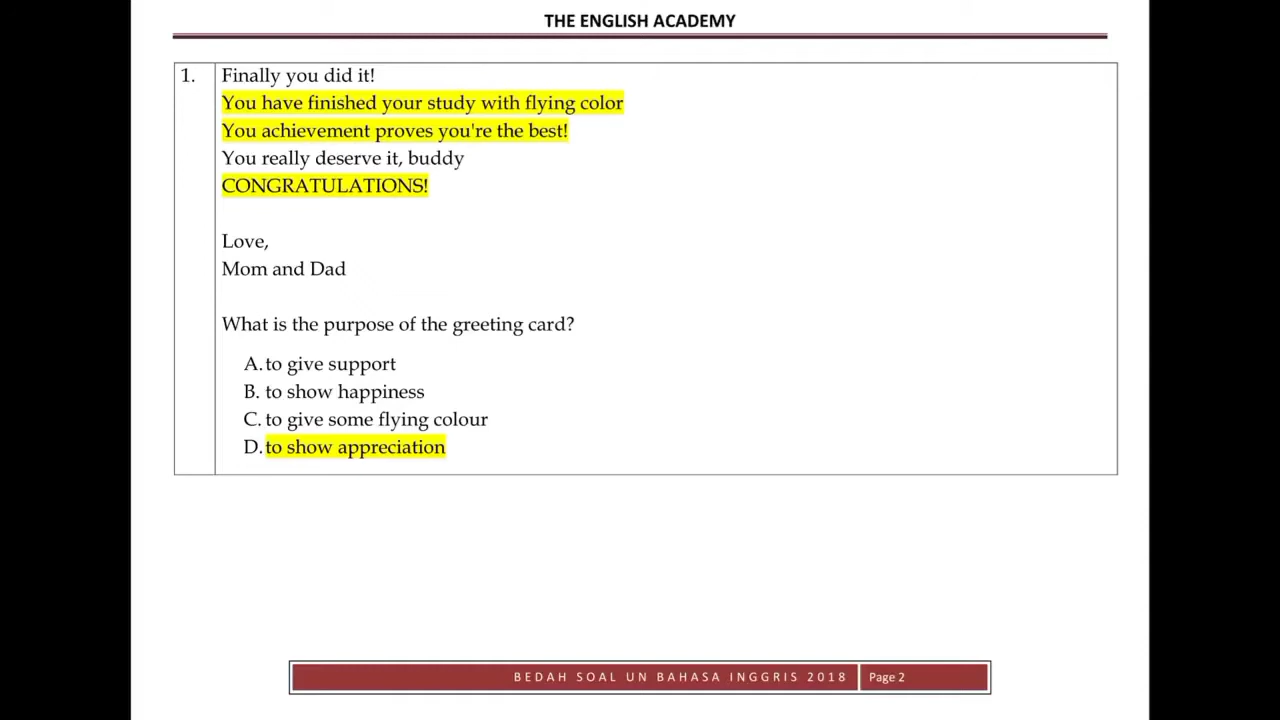 THE ENGLISH ACADEMY
1. Finally you did it!
You have finished your study with flying color
You achievement proves you're the best!
You really deserve it, buddy
CONGRATULATIONS!
Love,
Mom and Dad
What is the purpose of the greeting card?
A. to give support
B. to show happiness
C. to give some flying colour
D. to show appreciation
BEDAH SOAL UN BAHASA INGGRIS 2018 Page 2